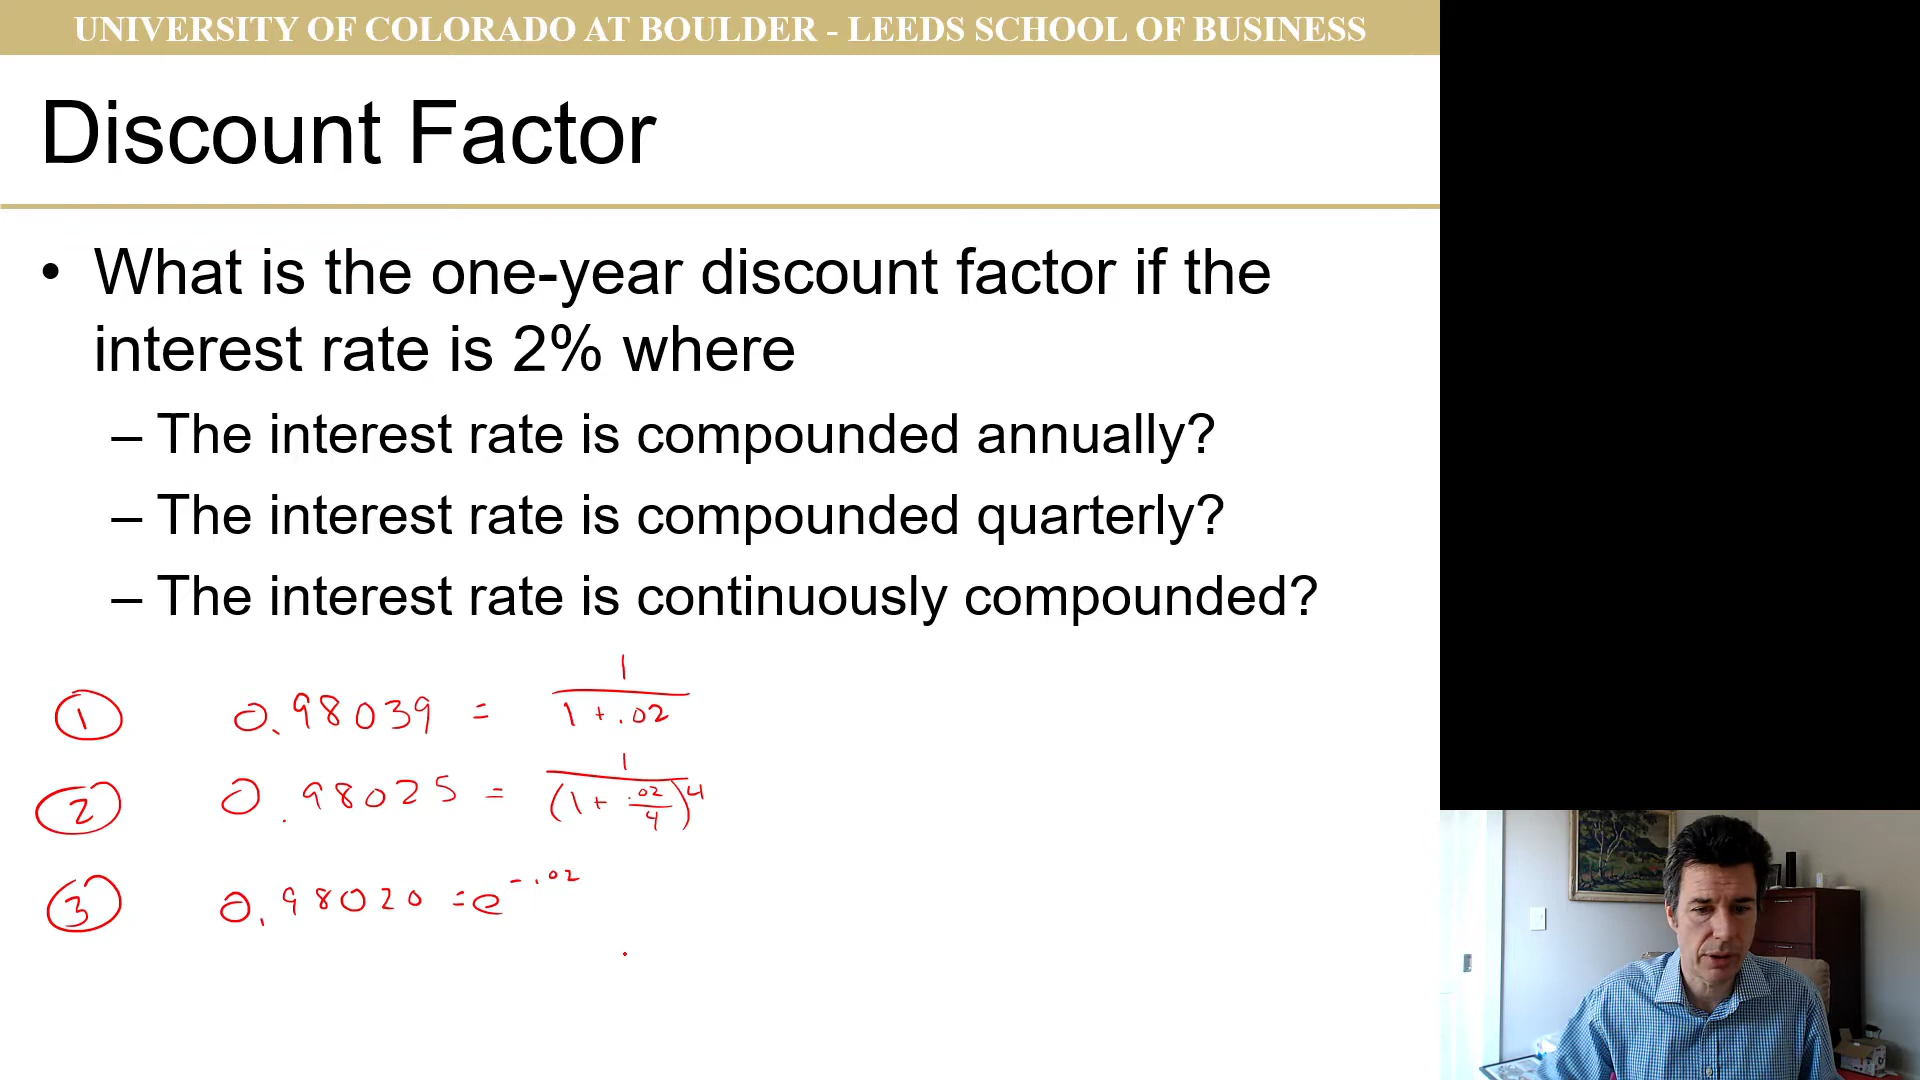 UNIVERSITY OF COLORADO AT BOULDER - LEEDS SCHOOL OF BUSINESS
Discount Factor
• What is the one-year discount factor if the
interest rate is 2% where
– The interest rate is compounded annually?
– The interest rate is compounded quarterly?
– The interest rate is continuously compounded?
① 0.98039 = 1 / (1 + .02)
② 0.98025 = 1 / (1 + .02/4)^4
③ 0.98020 = e^-.02